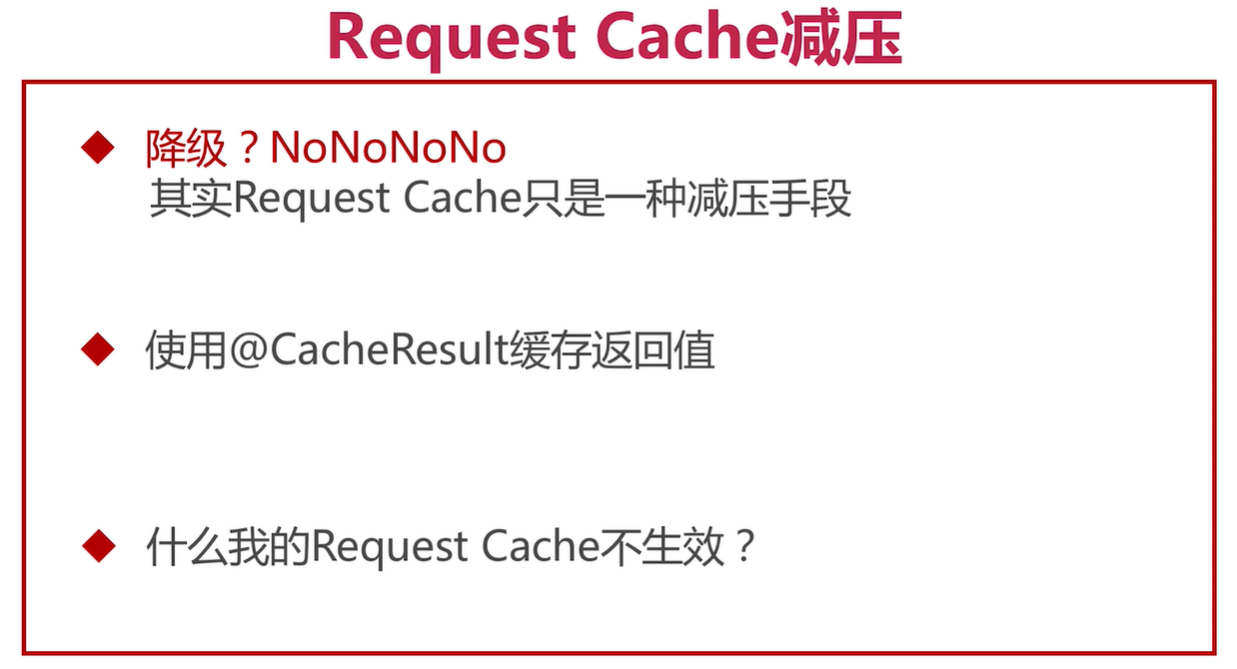 Request Cache减压
降级？NoNoNoNo
其实Request Cache只是一种减压手段
使用@CacheResult缓存返回值
什么我的Request Cache不生效？